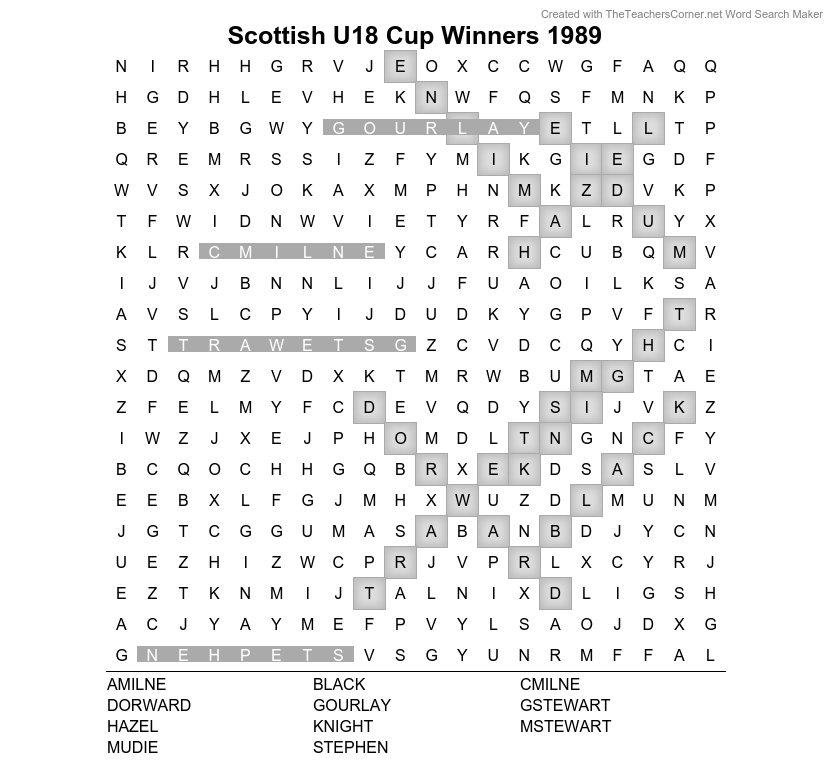 Created with TheTeachersCorner.net Word Search Maker
Scottish U18 Cup Winners 1989
N I R H H G R V J E O X C C W G F A Q Q
H G D H L E V H E K N W F Q S F M N K P
B E Y B G W Y G O U R L A Y E T L L T P
Q R E M R S S I Z F Y M I K G I E G D F
W V S X J O K A X M P H N M K Z D V K P
T F W I D N W V I E T Y R F A L R U Y X
K L R C M I L N E Y C A R H C U B Q M V
I J V J B N N L I J J F U A O I L K S A
A V S L C P Y I J D U D K Y G P V F T R
S T T R A W E T S G Z C V D C Q Y H C I
X D Q M Z V D X K T M R W B U M G T A E
Z F E L M Y F C D E V Q D Y S I J V K Z
I W Z J X E J P H O M D L T N G N C F Y
B C Q O C H H G Q B R X E K D S A S L V
E E B X L F G J M H X W U Z D L M U N M
J G T C G G U M A S A B A N B D J Y C N
U E Z H I Z W C P R J V P R L X C Y R J
E Z T K N M I J T A L N I X D L I G S H
A C J Y A Y M E F P V Y L S A O J D X G
G N E H P E T S V S G Y U N R M F F A L
AMILNE BLACK CMILNE
DORWARD GOURLAY GSTEWART
HAZEL KNIGHT MSTEWART
MUDIE STEPHEN